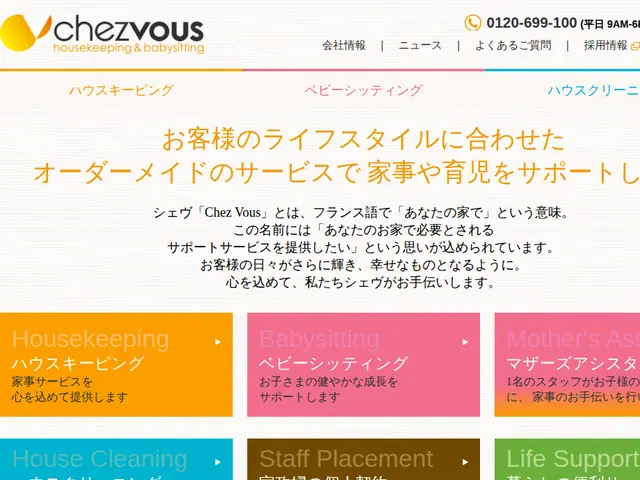 chezvous
housekeeping & babysitting
0120-699-100 (平日 9AM-6
会社情報 | ニュース | よくあるご質問 | 採用情報
ハウスキーピング ベビーシッティング ハウスクリーニ
お客様のライフスタイルに合わせた
オーダーメイドのサービスで 家事や育児をサポートし
シェヴ「Chez Vous」とは、フランス語で「あなたの家で」という意味。
この名前には「あなたのお家で必要とされる
サポートサービスを提供したい」という思いが込められています。
お客様の日々がさらに輝き、幸せなものとなるように。
心を込めて、私たちシェヴがお手伝いします。
Housekeeping
ハウスキーピング
家事サービスを
心を込めて提供します
Babysitting
ベビーシッティング
お子さまの健やかな成長を
サポートします
Mother's Ass
マザーズアシスタ
1名のスタッフがお子様の
に、 家事のお手伝いを行い
House Cleaning
Staff Placement
Life Support